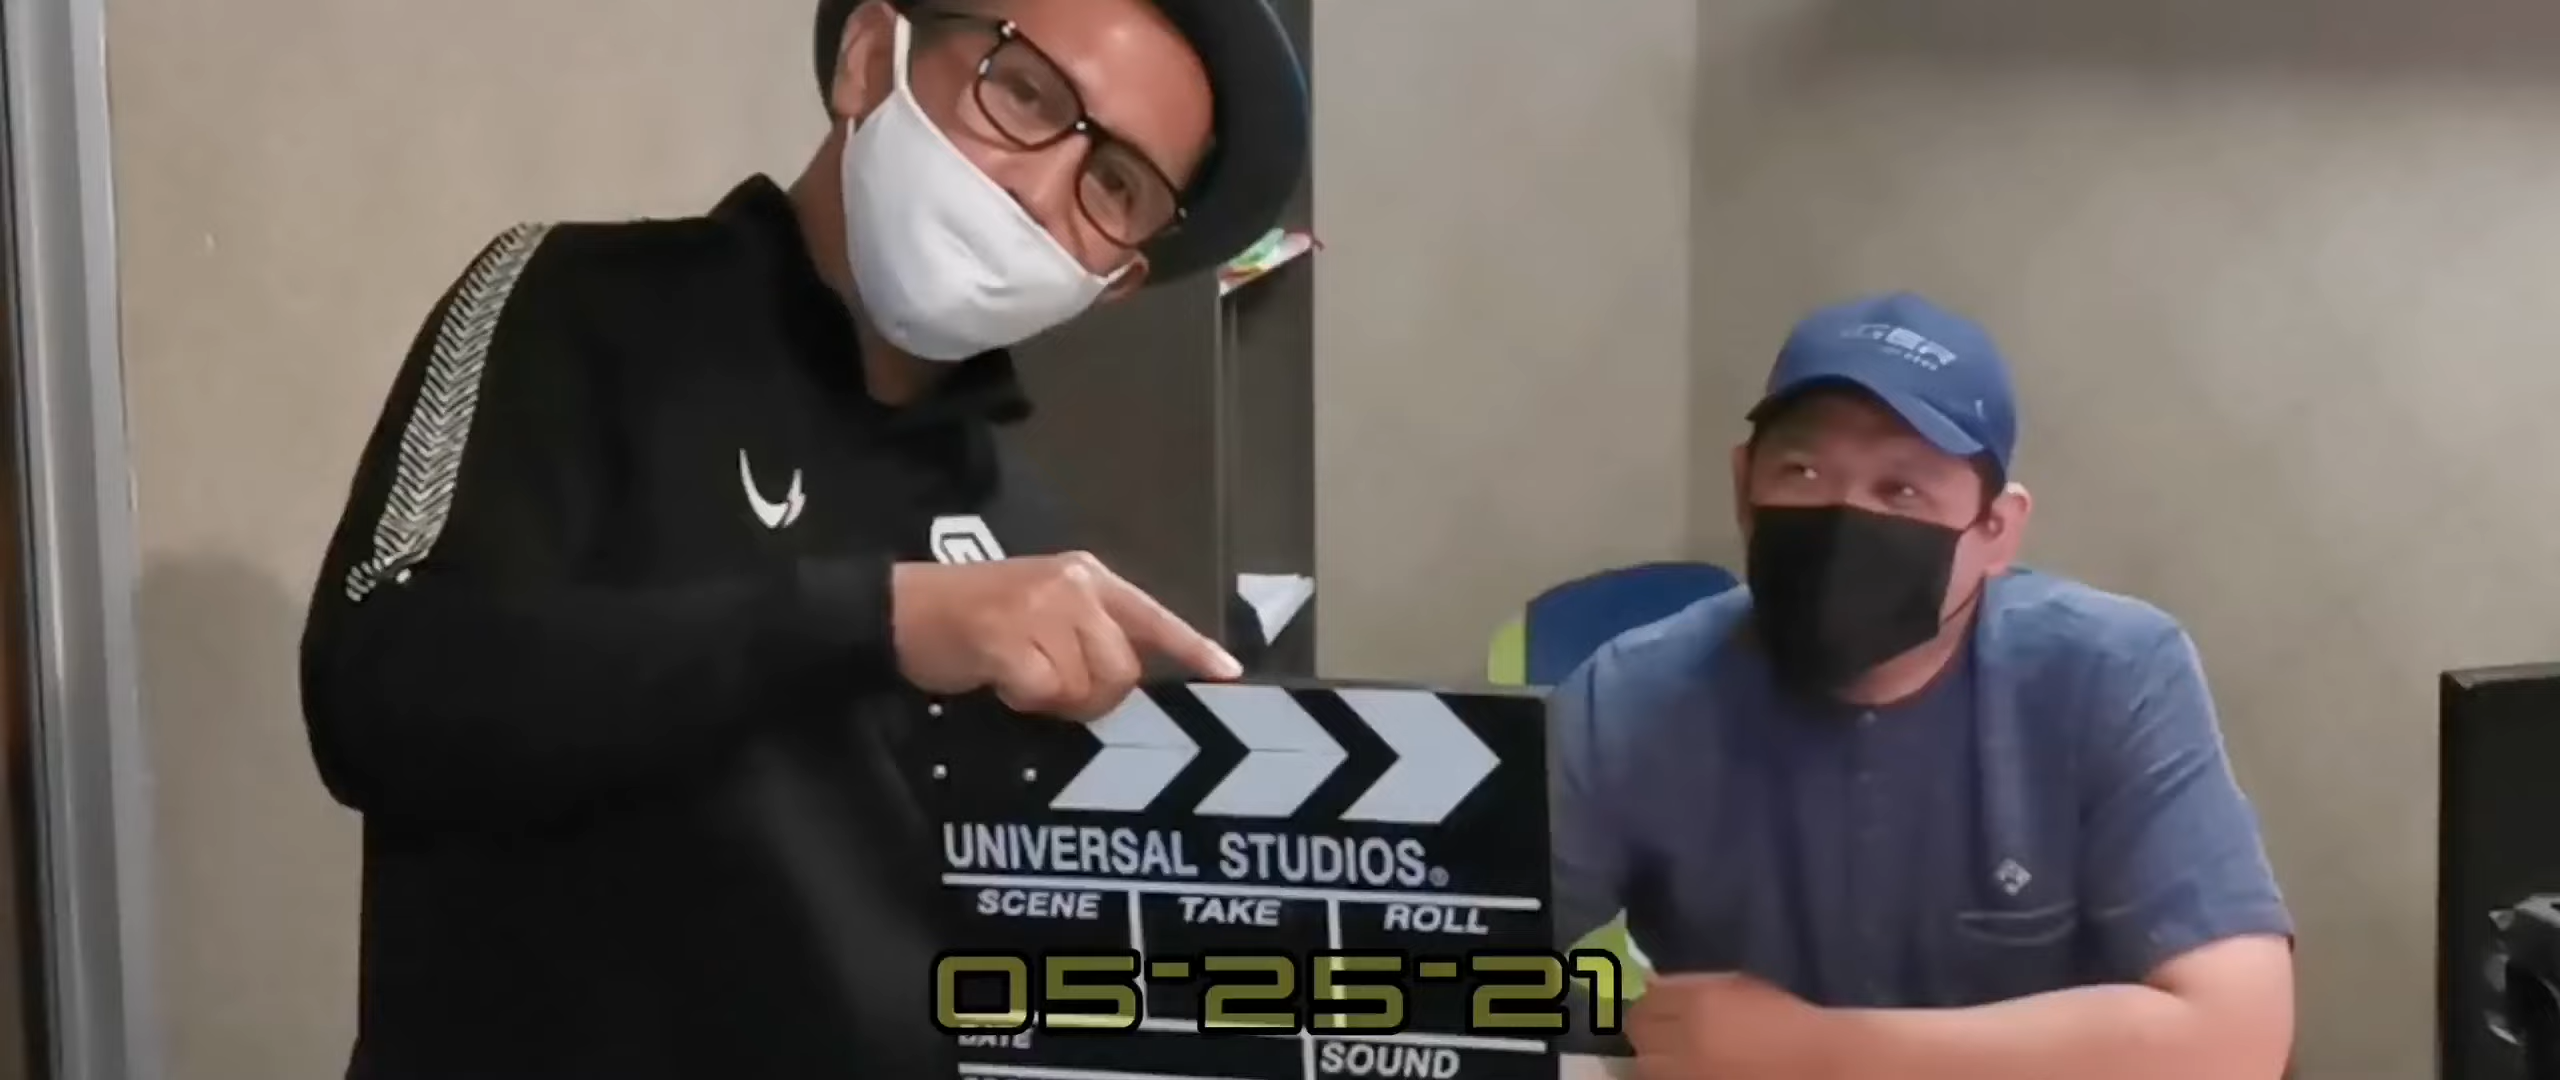 UNIVERSAL STUDIOS®
SCENE TAKE ROLL
05-25-21
DATE
SOUND